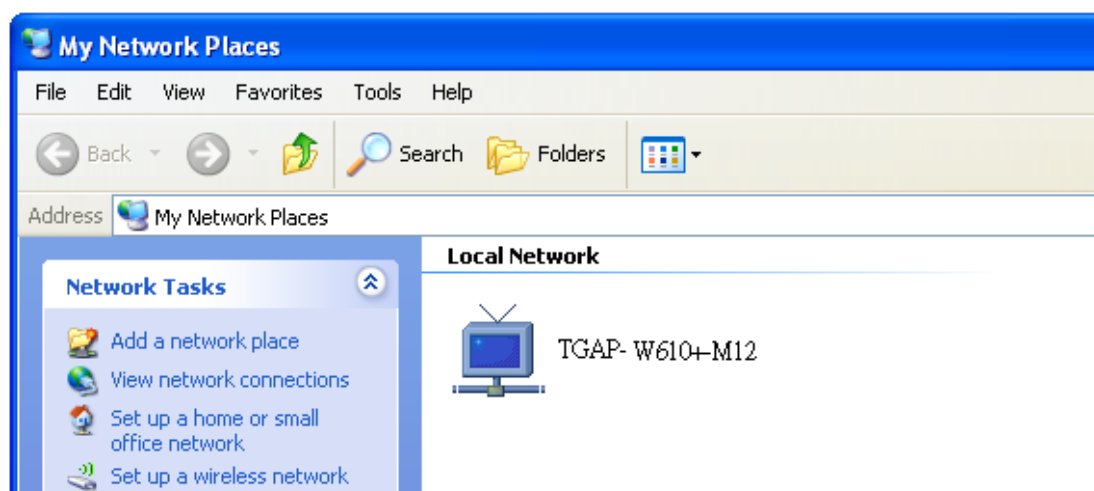 My Network Places
File Edit View Favorites Tools Help
Back Search Folders
Address My Network Places
Network Tasks
Add a network place
View network connections
Set up a home or small
office network
Set up a wireless network
Local Network
TGAP- W610+-M12